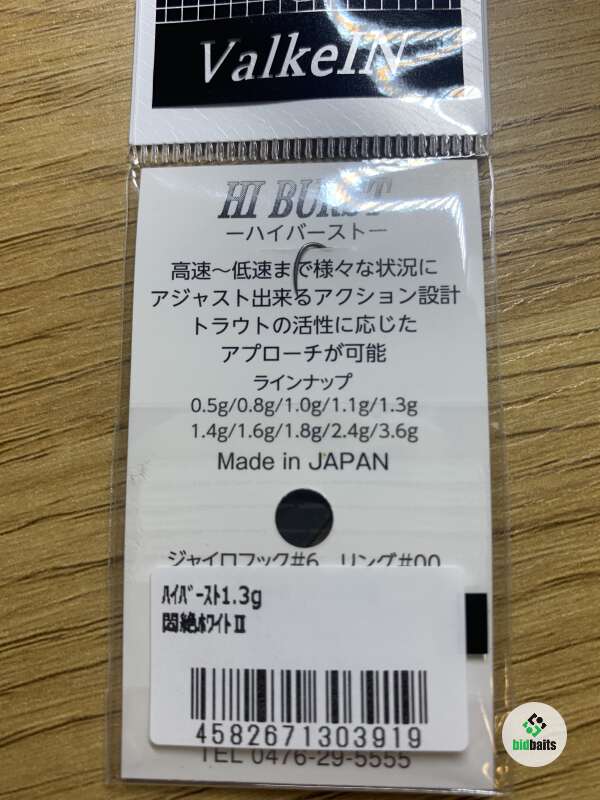 ValkeIN
HI BURST
ーハイバーストー
高速〜低速まで様々な状況に
アジャスト出来るアクション設計
トラウトの活性に応じた
アプローチが可能
ラインナップ
0.5g/0.8g/1.0g/1.1g/1.3g
1.4g/1.6g/1.8g/2.4g/3.6g
Made in JAPAN
ジャイロフック#6 リング#00
ﾊｲﾊﾞｰｽﾄ1.3g
悶絶ﾎﾜｲﾄⅡ
4582671303919
TEL 0476-29-5555
bidbaits